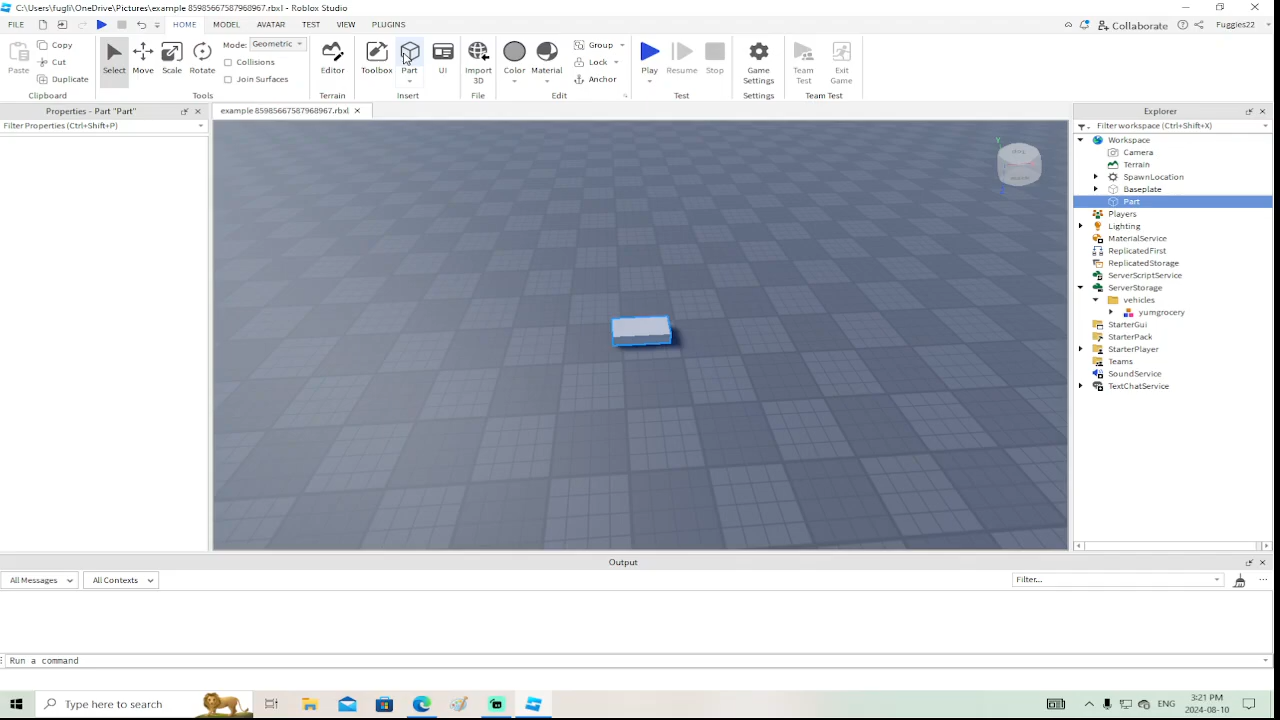 C:\Users\fugli\OneDrive\Pictures\example 85985667587968967.rbxl - Roblox Studio
FILE HOME MODEL AVATAR TEST VIEW PLUGINS Collaborate Fuggles22
Paste Copy Cut Duplicate Clipboard
Select Move Scale Rotate Mode: Geometric Collisions Join Surfaces Tools
Editor Terrain
Toolbox Part UI Insert
Import 3D File
Color Material Group Lock Anchor Edit
Play Resume Stop Test
Game Settings Settings
Team Test Exit Game Team Test
Properties - Part "Part"
Filter Properties (Ctrl+Shift+P)
example 85985667587968967.rbxl
Y
Z
Explorer
Filter workspace (Ctrl+Shift+X)
Workspace
Camera
Terrain
SpawnLocation
Baseplate
Part
Players
Lighting
MaterialService
ReplicatedFirst
ReplicatedStorage
ServerScriptService
ServerStorage
vehicles
yumgrocery
StarterGui
StarterPack
StarterPlayer
Teams
SoundService
TextChatService
Output
All Messages All Contexts Filter...
Run a command
Type here to search
ENG
3:21 PM
2024-08-10